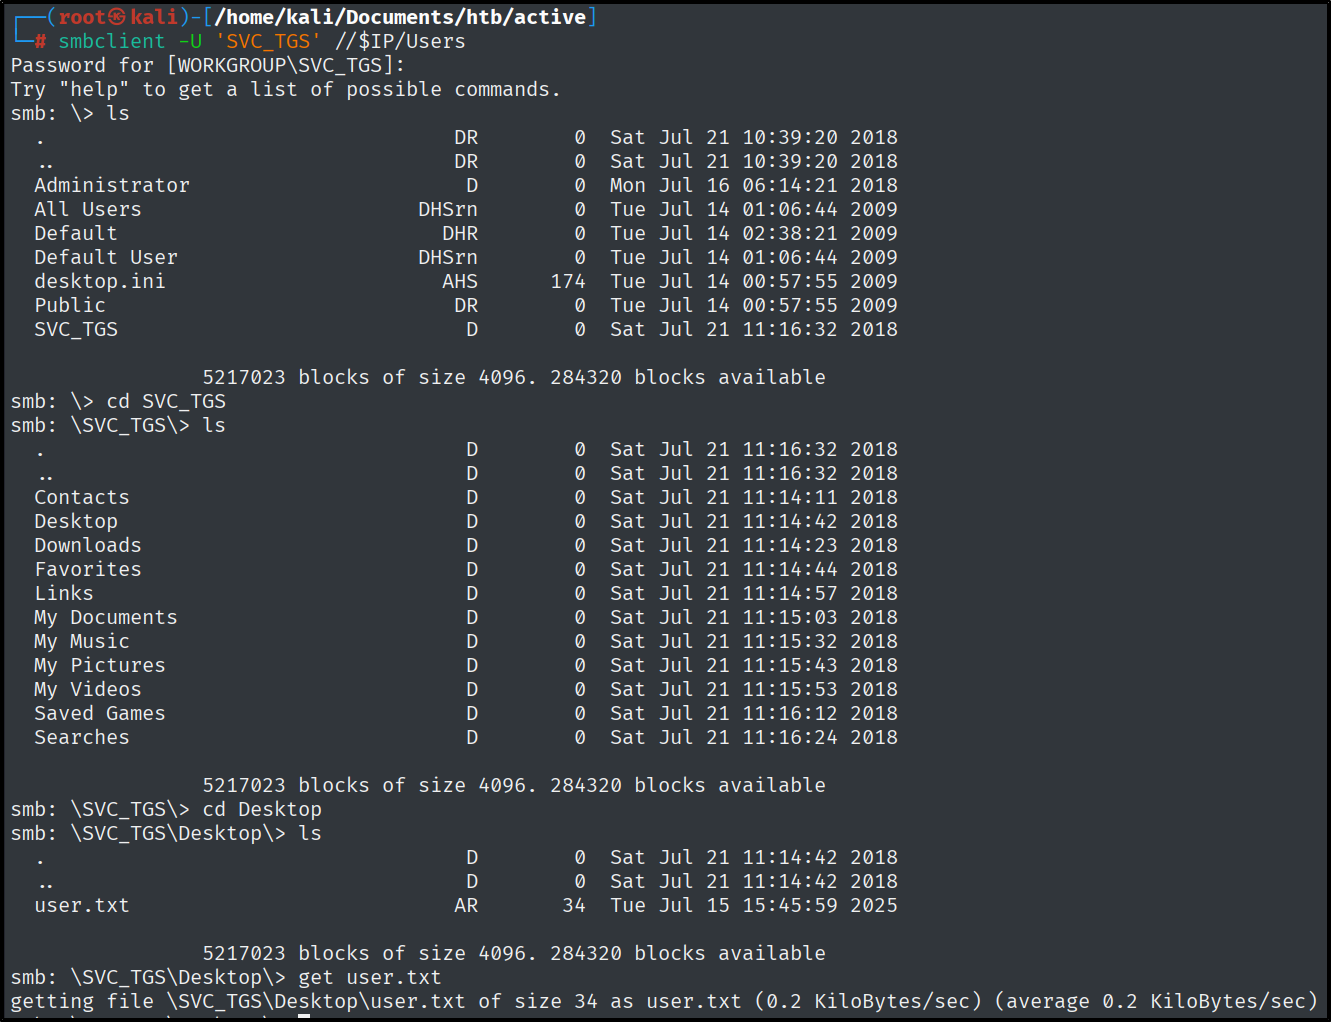 ┌──(root㉿kali)-[/home/kali/Documents/htb/active]
└─# smbclient -U 'SVC_TGS' //$IP/Users
Password for [WORKGROUP\SVC_TGS]:
Try "help" to get a list of possible commands.
smb: \> ls
  .                                  DR        0  Sat Jul 21 10:39:20 2018
  ..                                 DR        0  Sat Jul 21 10:39:20 2018
  Administrator                       D        0  Mon Jul 16 06:14:21 2018
  All Users                       DHSrn        0  Tue Jul 14 01:06:44 2009
  Default                           DHR        0  Tue Jul 14 02:38:21 2009
  Default User                    DHSrn        0  Tue Jul 14 01:06:44 2009
  desktop.ini                       AHS      174  Tue Jul 14 00:57:55 2009
  Public                             DR        0  Tue Jul 14 00:57:55 2009
  SVC_TGS                             D        0  Sat Jul 21 11:16:32 2018
                5217023 blocks of size 4096. 284320 blocks available
smb: \> cd SVC_TGS
smb: \SVC_TGS\> ls
  .                                   D        0  Sat Jul 21 11:16:32 2018
  ..                                  D        0  Sat Jul 21 11:16:32 2018
  Contacts                            D        0  Sat Jul 21 11:14:11 2018
  Desktop                             D        0  Sat Jul 21 11:14:42 2018
  Downloads                           D        0  Sat Jul 21 11:14:23 2018
  Favorites                           D        0  Sat Jul 21 11:14:44 2018
  Links                               D        0  Sat Jul 21 11:14:57 2018
  My Documents                        D        0  Sat Jul 21 11:15:03 2018
  My Music                            D        0  Sat Jul 21 11:15:32 2018
  My Pictures                         D        0  Sat Jul 21 11:15:43 2018
  My Videos                           D        0  Sat Jul 21 11:15:53 2018
  Saved Games                         D        0  Sat Jul 21 11:16:12 2018
  Searches                            D        0  Sat Jul 21 11:16:24 2018
                5217023 blocks of size 4096. 284320 blocks available
smb: \SVC_TGS\> cd Desktop
smb: \SVC_TGS\Desktop\> ls
  .                                   D        0  Sat Jul 21 11:14:42 2018
  ..                                  D        0  Sat Jul 21 11:14:42 2018
  user.txt                           AR       34  Tue Jul 15 15:45:59 2025
                5217023 blocks of size 4096. 284320 blocks available
smb: \SVC_TGS\Desktop\> get user.txt
getting file \SVC_TGS\Desktop\user.txt of size 34 as user.txt (0.2 KiloBytes/sec) (average 0.2 KiloBytes/sec)